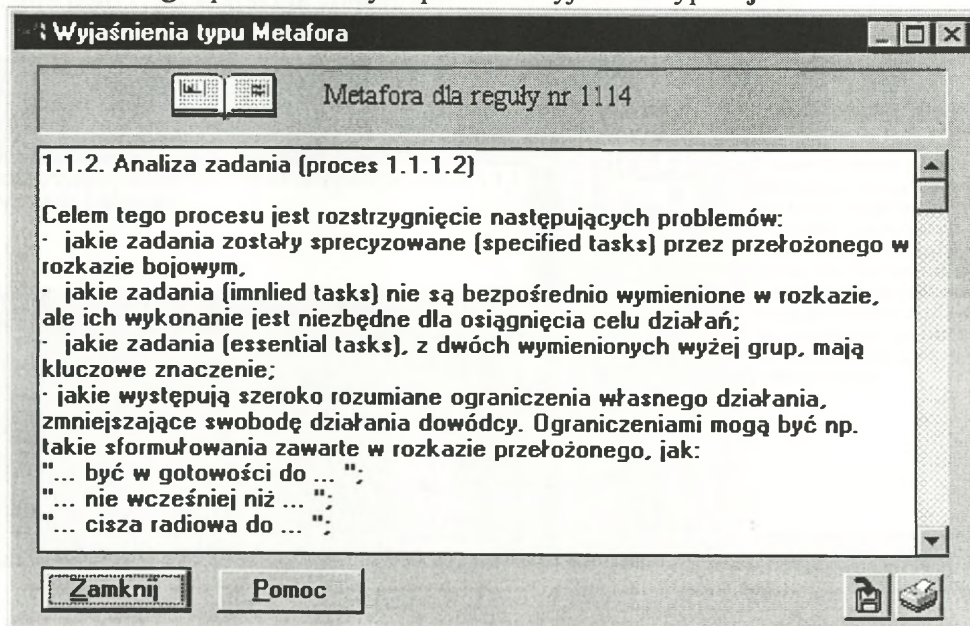 Wyjaśnienia typu Metafora
Metafora dla reguły nr 1114
1.1.2. Analiza zadania (proces 1.1.1.2)
Celem tego procesu jest rozstrzygnięcie następujących problemów:
- jakie zadania zostały sprecyzowane (specified tasks) przez przełożonego w
rozkazie bojowym,
- jakie zadania (imnlied tasks) nie są bezpośrednio wymienione w rozkazie,
ale ich wykonanie jest niezbędne dla osiągnięcia celu działań;
- jakie zadania (essential tasks), z dwóch wymienionych wyżej grup, mają
kluczowe znaczenie;
- jakie występują szeroko rozumiane ograniczenia własnego działania,
zmniejszające swobodę działania dowódcy. Ograniczeniami mogą być np.
takie sformułowania zawarte w rozkazie przełożonego, jak:
"... być w gotowości do ... ";
"... nie wcześniej niż ... ";
"... cisza radiowa do ... ";
Zamknij Pomoc